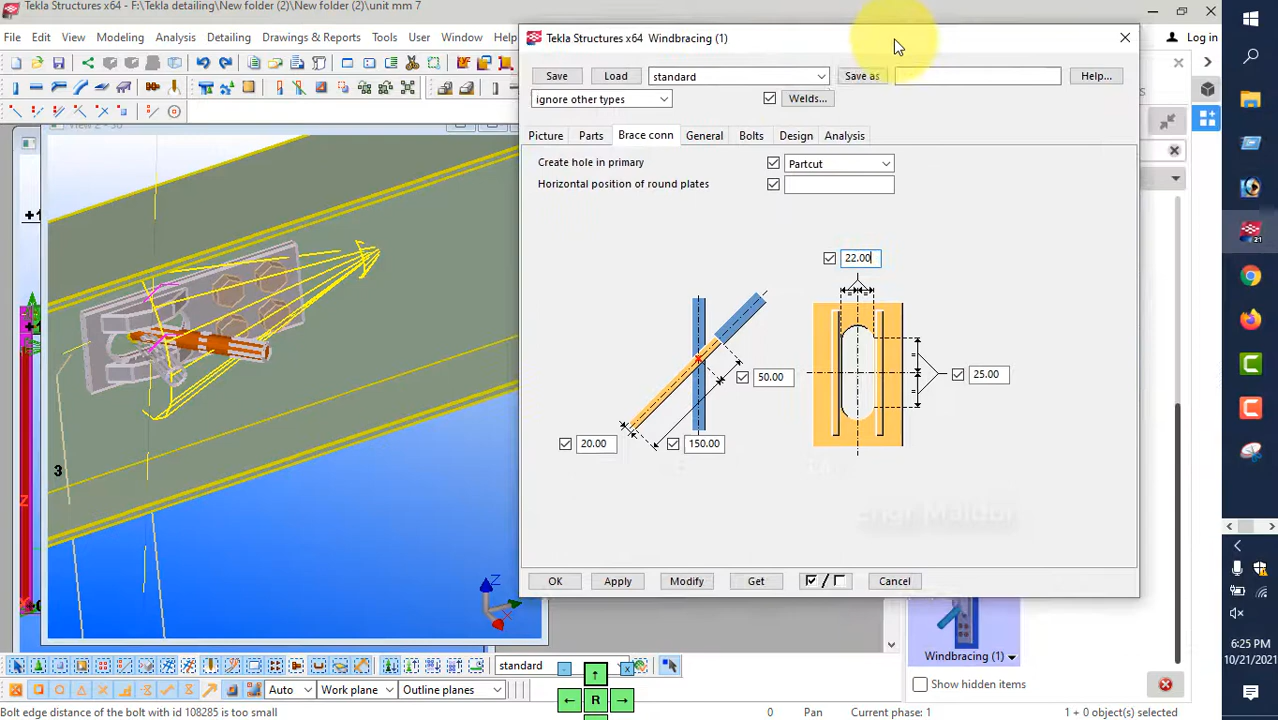 Tekla Structures x64 - F:\Tekla detailing\New folder (2)\New folder (2)\unit mm 7
File Edit View Modeling Analysis Detailing Drawings & Reports Tools User Window
Log in
Tekla Structures x64 Windbracing (1)
Save Load standard Save as Help...
ignore other types Welds...
Picture Parts Brace conn General Bolts Design Analysis
Create hole in primary Partcut
Horizontal position of round plates
22.00
50.00
25.00
20.00 150.00
3
Z
OK Apply Modify Get / Cancel
Windbracing (1)
Show hidden items
standard
Auto Work plane Outline planes
R
Bolt edge distance of the bolt with id 108285 is too small
0 Pan Current phase: 1 1 + 0 object(s) selected
21
6:25 PM
10/21/2021